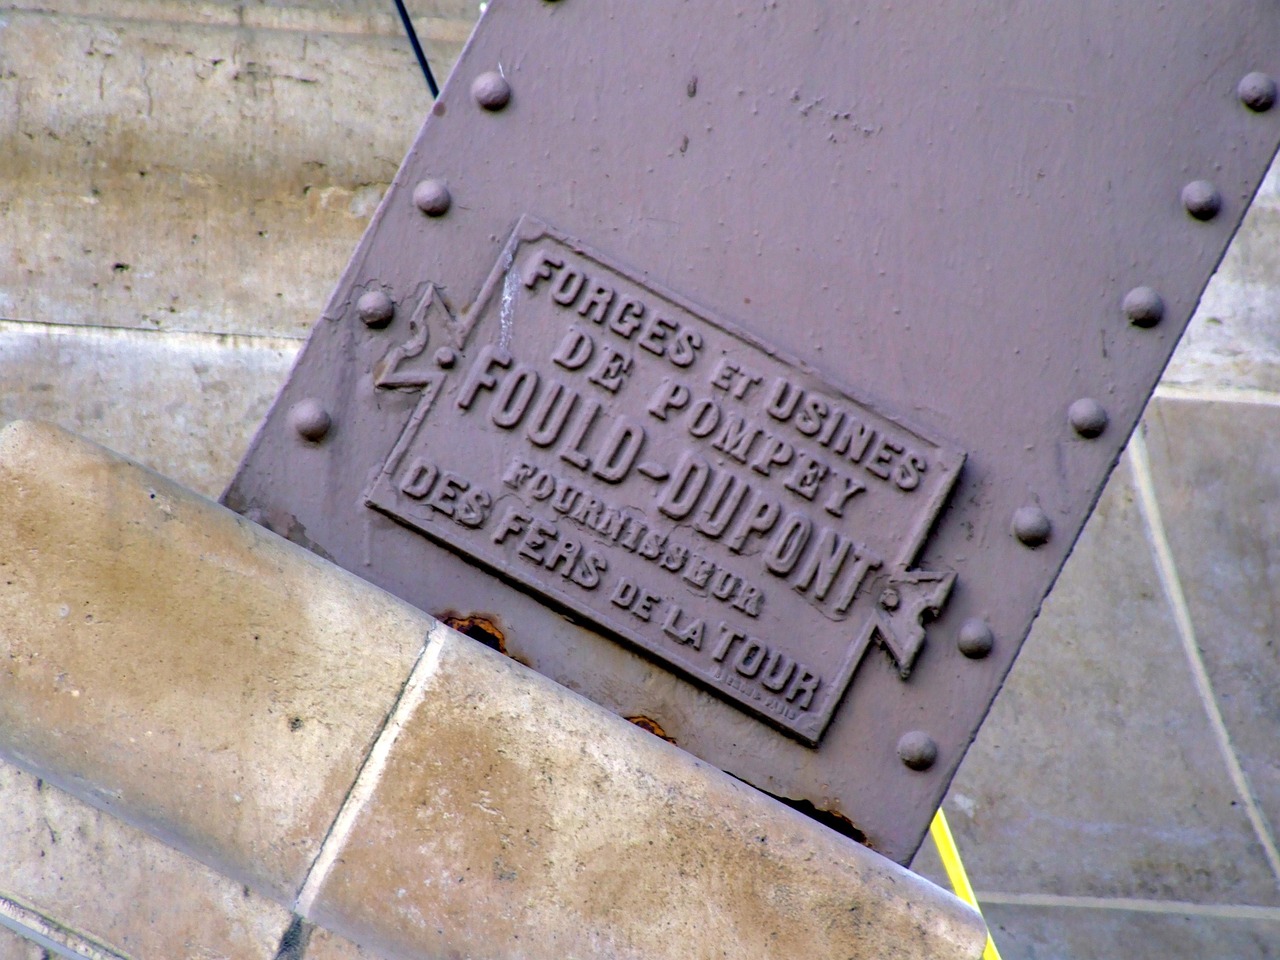 FORGES ET USINES
DE POMPEY
FOULD-DUPONT
FOURNISSEUR
DES FERS DE LA TOUR